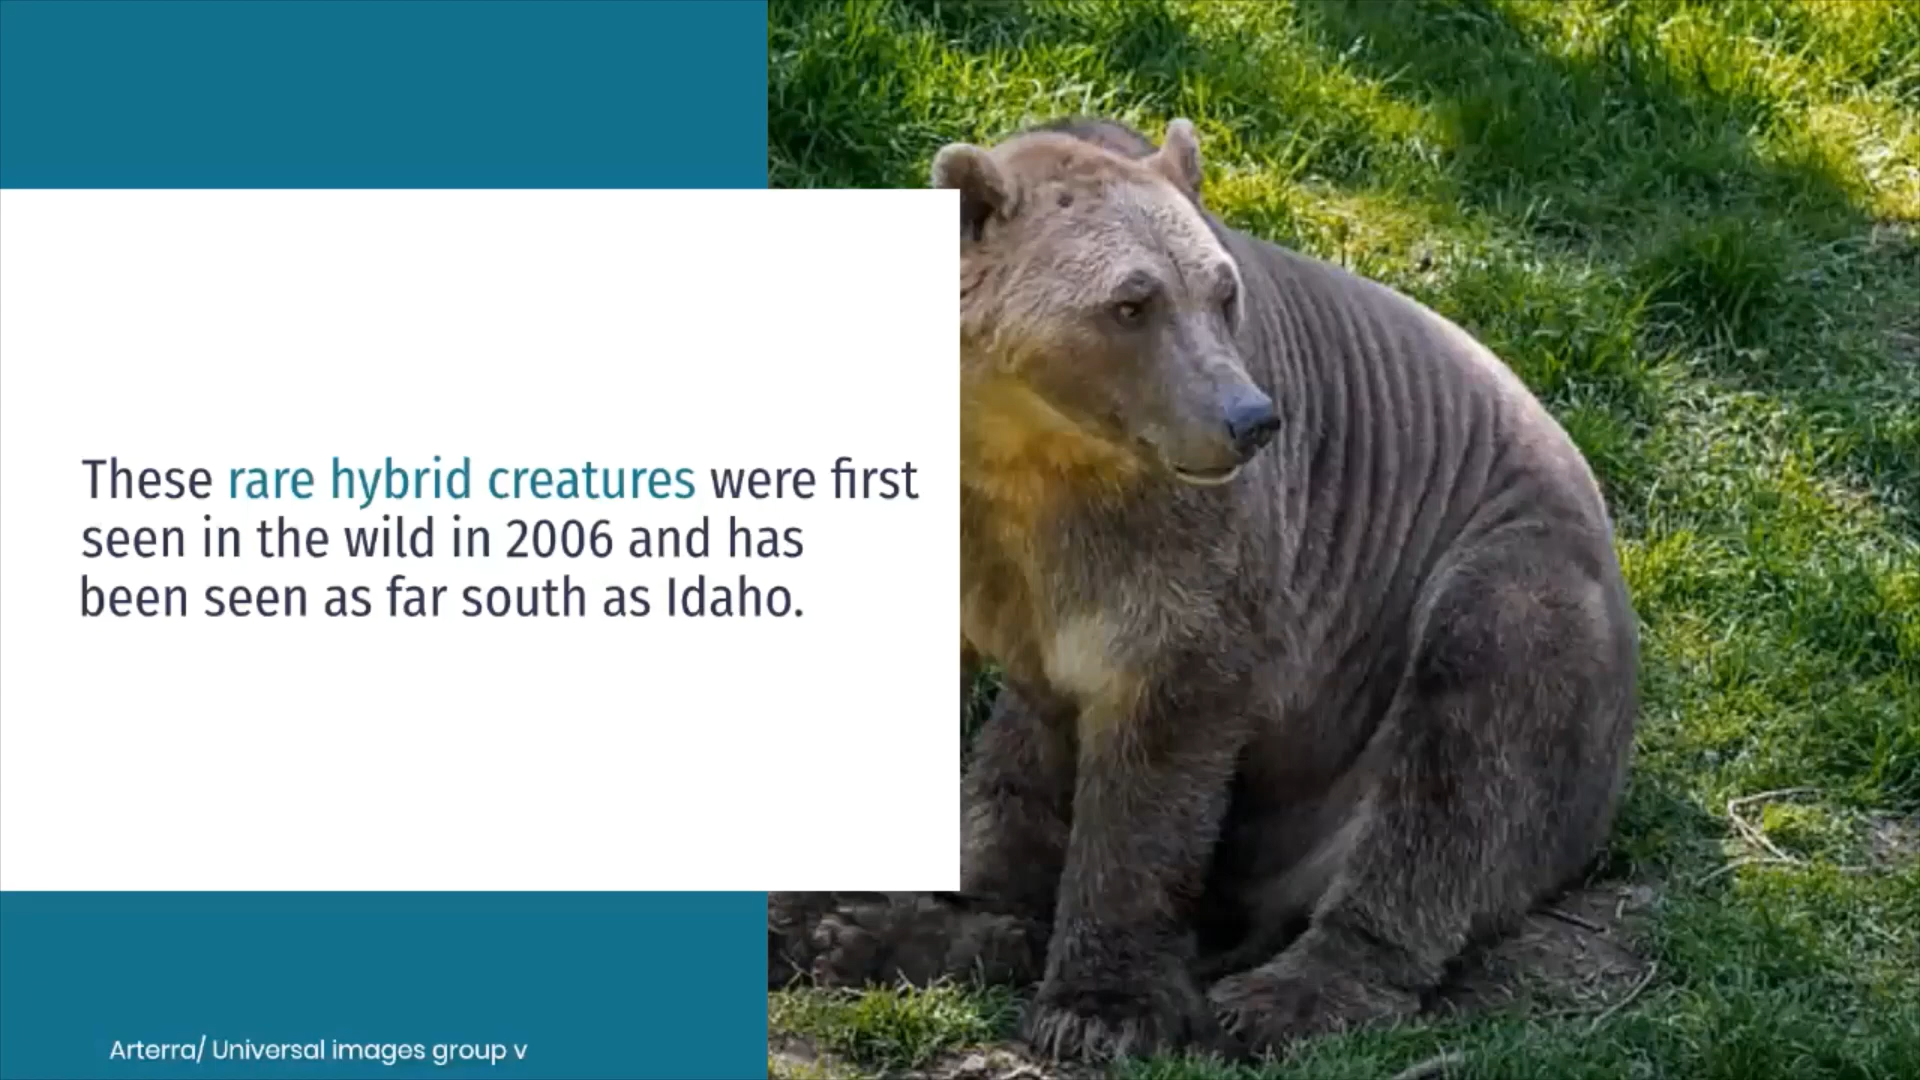 These rare hybrid creatures were first
seen in the wild in 2006 and has
been seen as far south as Idaho.
Arterra/ Universal images group v